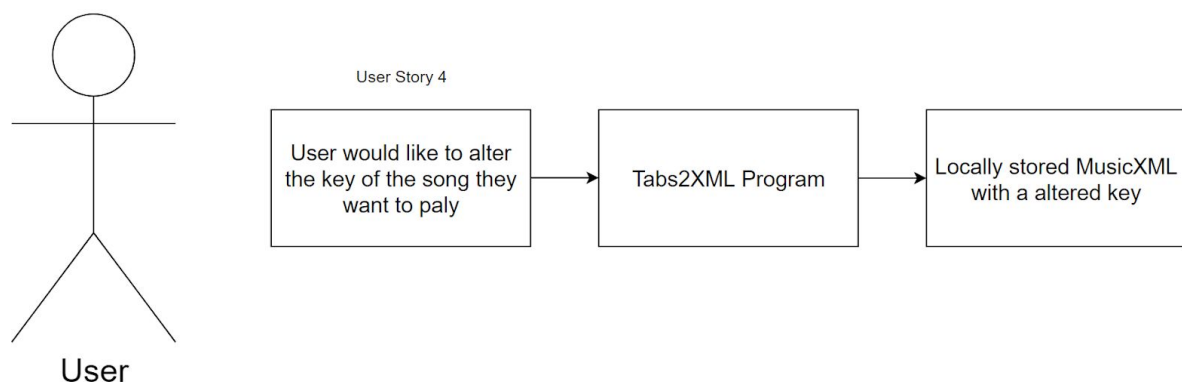 User Story 4
User would like to alter
the key of the song they
want to paly
Tabs2XML Program
Locally stored MusicXML
with a altered key
User